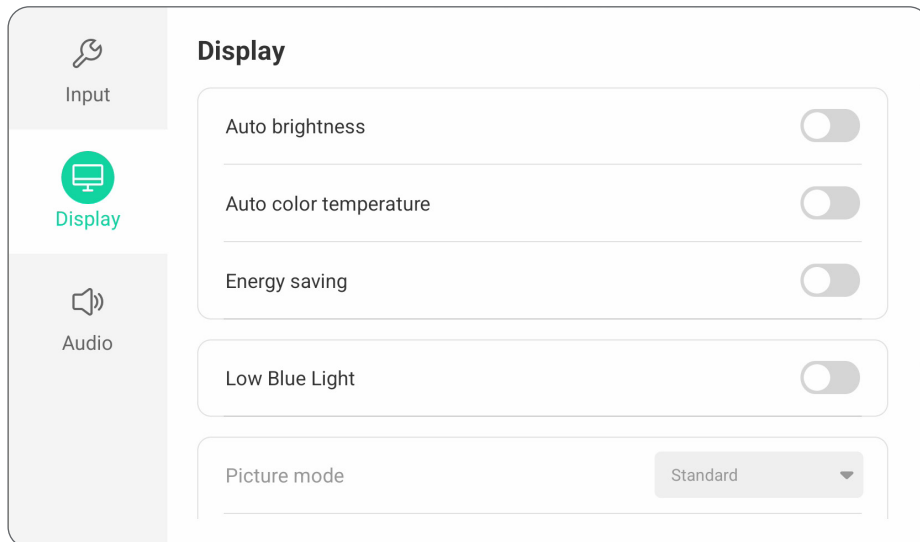 Input
Display
Audio
Display
Auto brightness
Auto color temperature
Energy saving
Low Blue Light
Picture mode
Standard